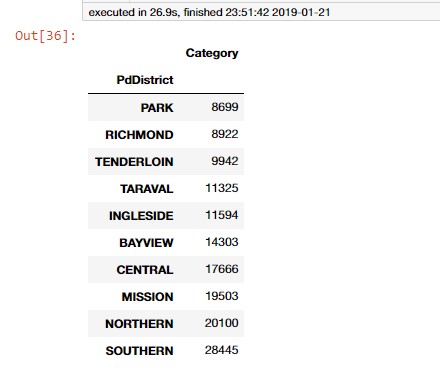 executed in 26.9s, finished 23:51:42 2019-01-21
Out[36]:
Category
PdDistrict
PARK 8699
RICHMOND 8922
TENDERLOIN 9942
TARAVAL 11325
INGLESIDE 11594
BAYVIEW 14303
CENTRAL 17666
MISSION 19503
NORTHERN 20100
SOUTHERN 28445